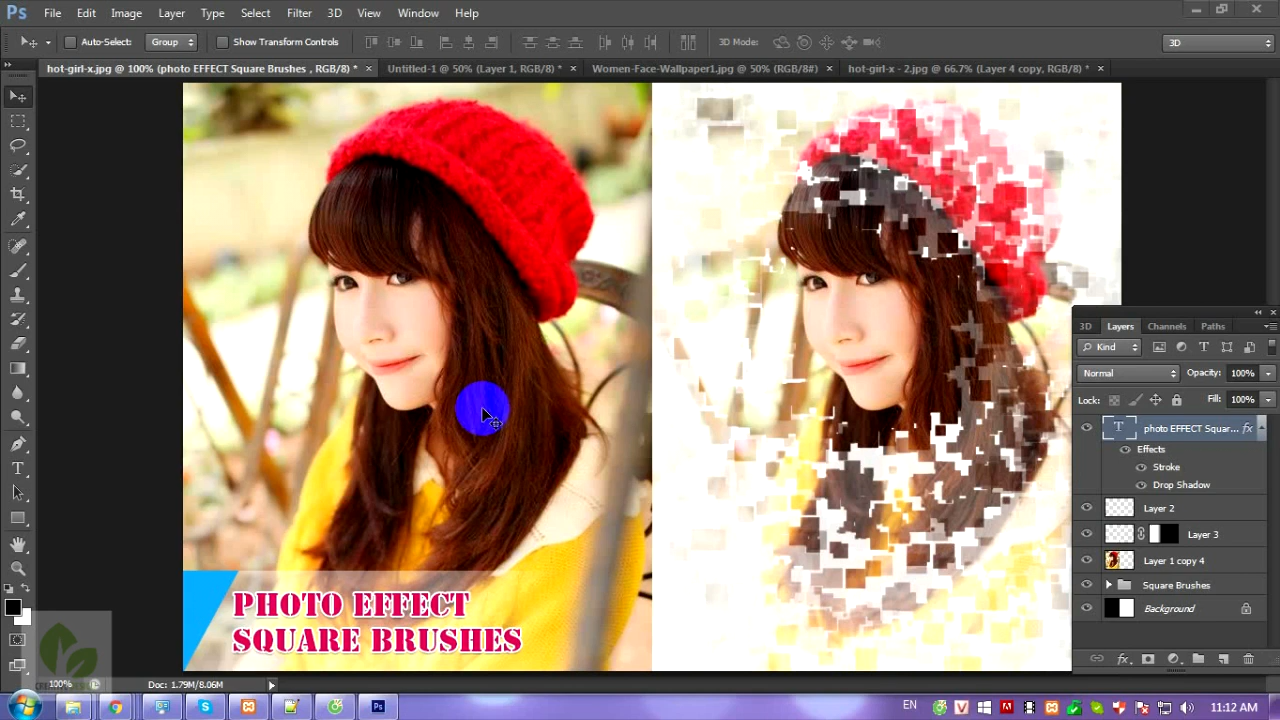 Ps File Edit Image Layer Type Select Filter 3D View Window Help
Auto-Select: Group Show Transform Controls 3D Mode: 3D
hot-girl-x.jpg @ 100% (photo EFFECT Square Brushes , RGB/8) * × Untitled-1 @ 50% (Layer 1, RGB/8) * × Women-Face-Wallpaper1.jpg @ 50% (RGB/8#) × hot-girl-x - 2.jpg @ 66.7% (Layer 4 copy, RGB/8) * ×
3D Layers Channels Paths
Kind
Normal Opacity: 100%
Lock: Fill: 100%
T photo EFFECT Squar... fx
Effects
Stroke
Drop Shadow
Layer 2
Layer 3
Layer 1 copy 4
Square Brushes
Background
PHOTO EFFECT
SQUARE BRUSHES
100% Doc: 1.79M/8.06M
EN 11:12 AM